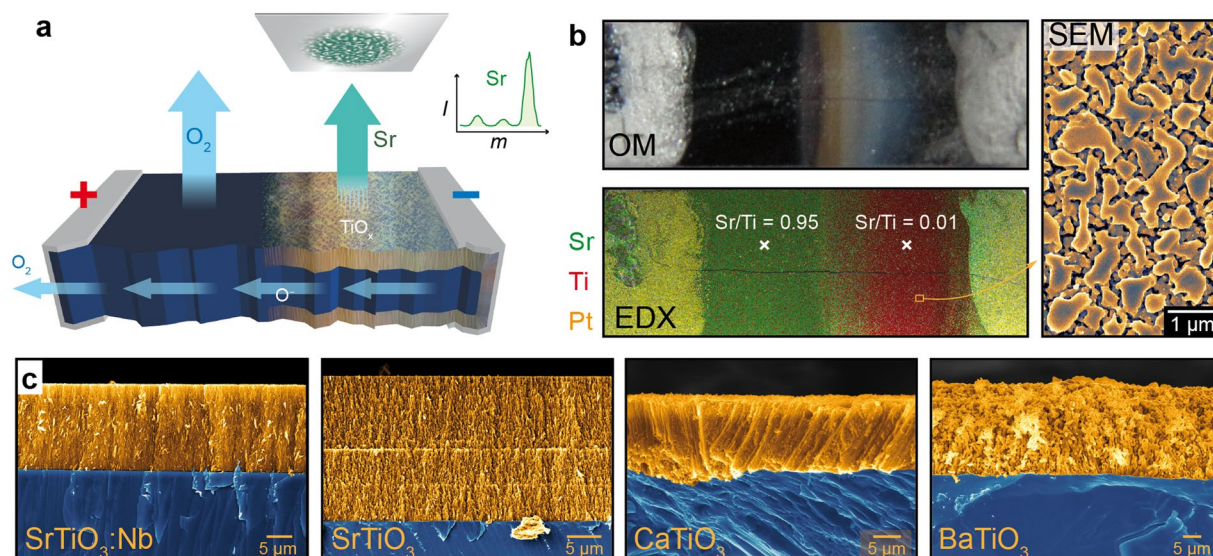 a
O₂
Sr
Sr
I
m
+
−
TiOₓ
O₂
O⁻
b
OM
Sr/Ti = 0.95
Sr/Ti = 0.01
Sr
Ti
Pt
EDX
SEM
1 µm
c
SrTiO₃:Nb
5 µm
SrTiO₃
5 µm
CaTiO₃
5 µm
BaTiO₃
5 µm